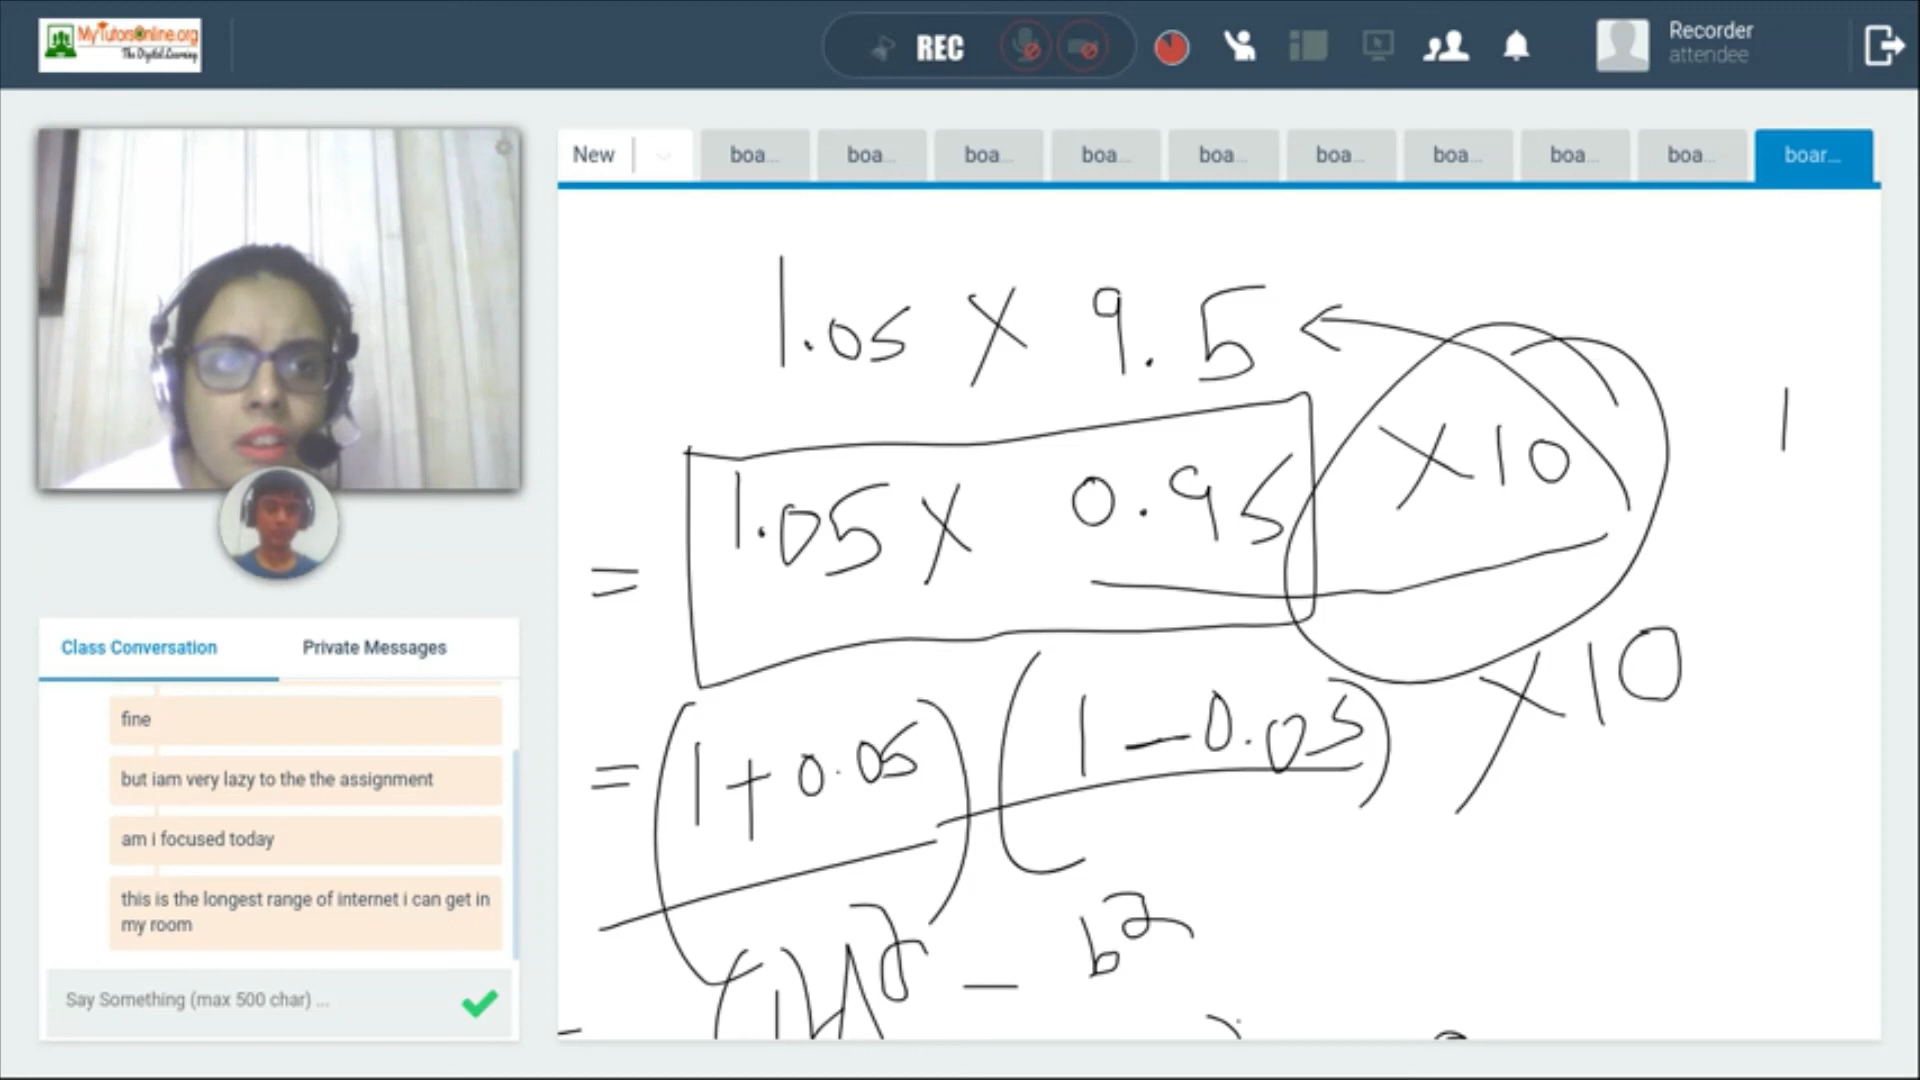 MyTutorsOnline.org
The Digital Learning
REC
Recorder
attendee
New
boa...
boa...
boa...
boa...
boa...
boa...
boa...
boa...
boa...
boar...
1.05 X 9.5
X10
= 1.05 X 0.95
= (1+0.05) (1-0.05) X10
- b²
Class Conversation
Private Messages
fine
but iam very lazy to the the assignment
am i focused today
this is the longest range of internet i can get in
my room
Say Something (max 500 char) ...